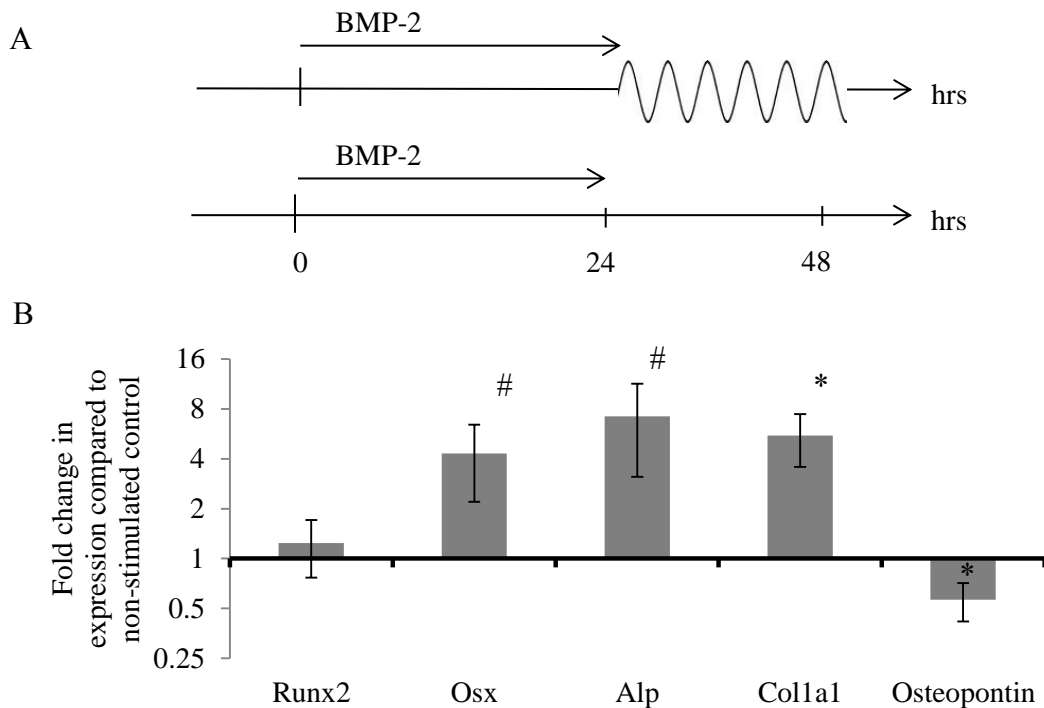 A
BMP-2
hrs
BMP-2
hrs
0 24 48
B
Fold change in
expression compared to
non-stimulated control
16
8
4
2
1
0.5
0.25
# # * *
Runx2 Osx Alp Col1a1 Osteopontin